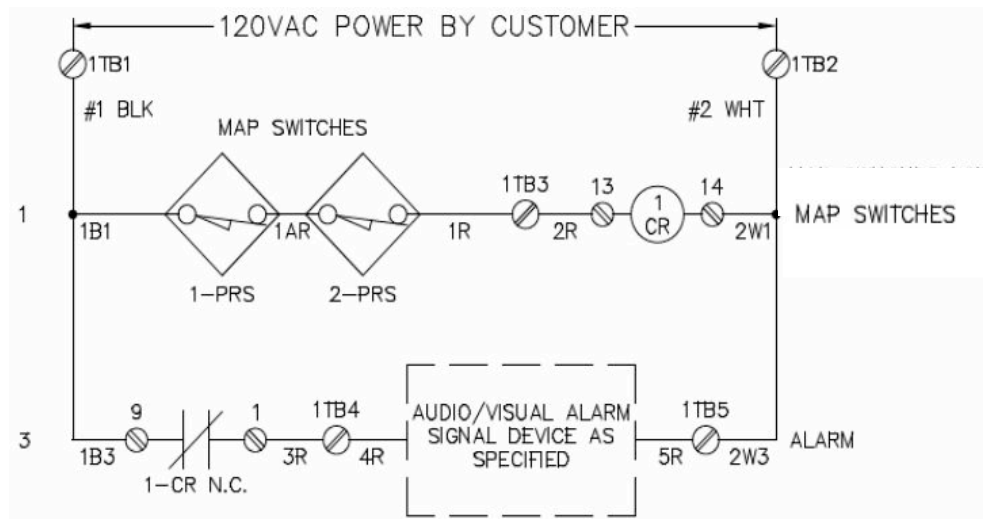 120VAC POWER BY CUSTOMER
1TB1
1TB2
#1 BLK
#2 WHT
MAP SWITCHES
1
1B1
1AR
1R
1TB3
2R
13
1
CR
14
2W1
MAP SWITCHES
1-PRS
2-PRS
3
1B3
9
1-CR N.C.
1
3R
1TB4
4R
AUDIO/VISUAL ALARM
SIGNAL DEVICE AS
SPECIFIED
5R
1TB5
2W3
ALARM